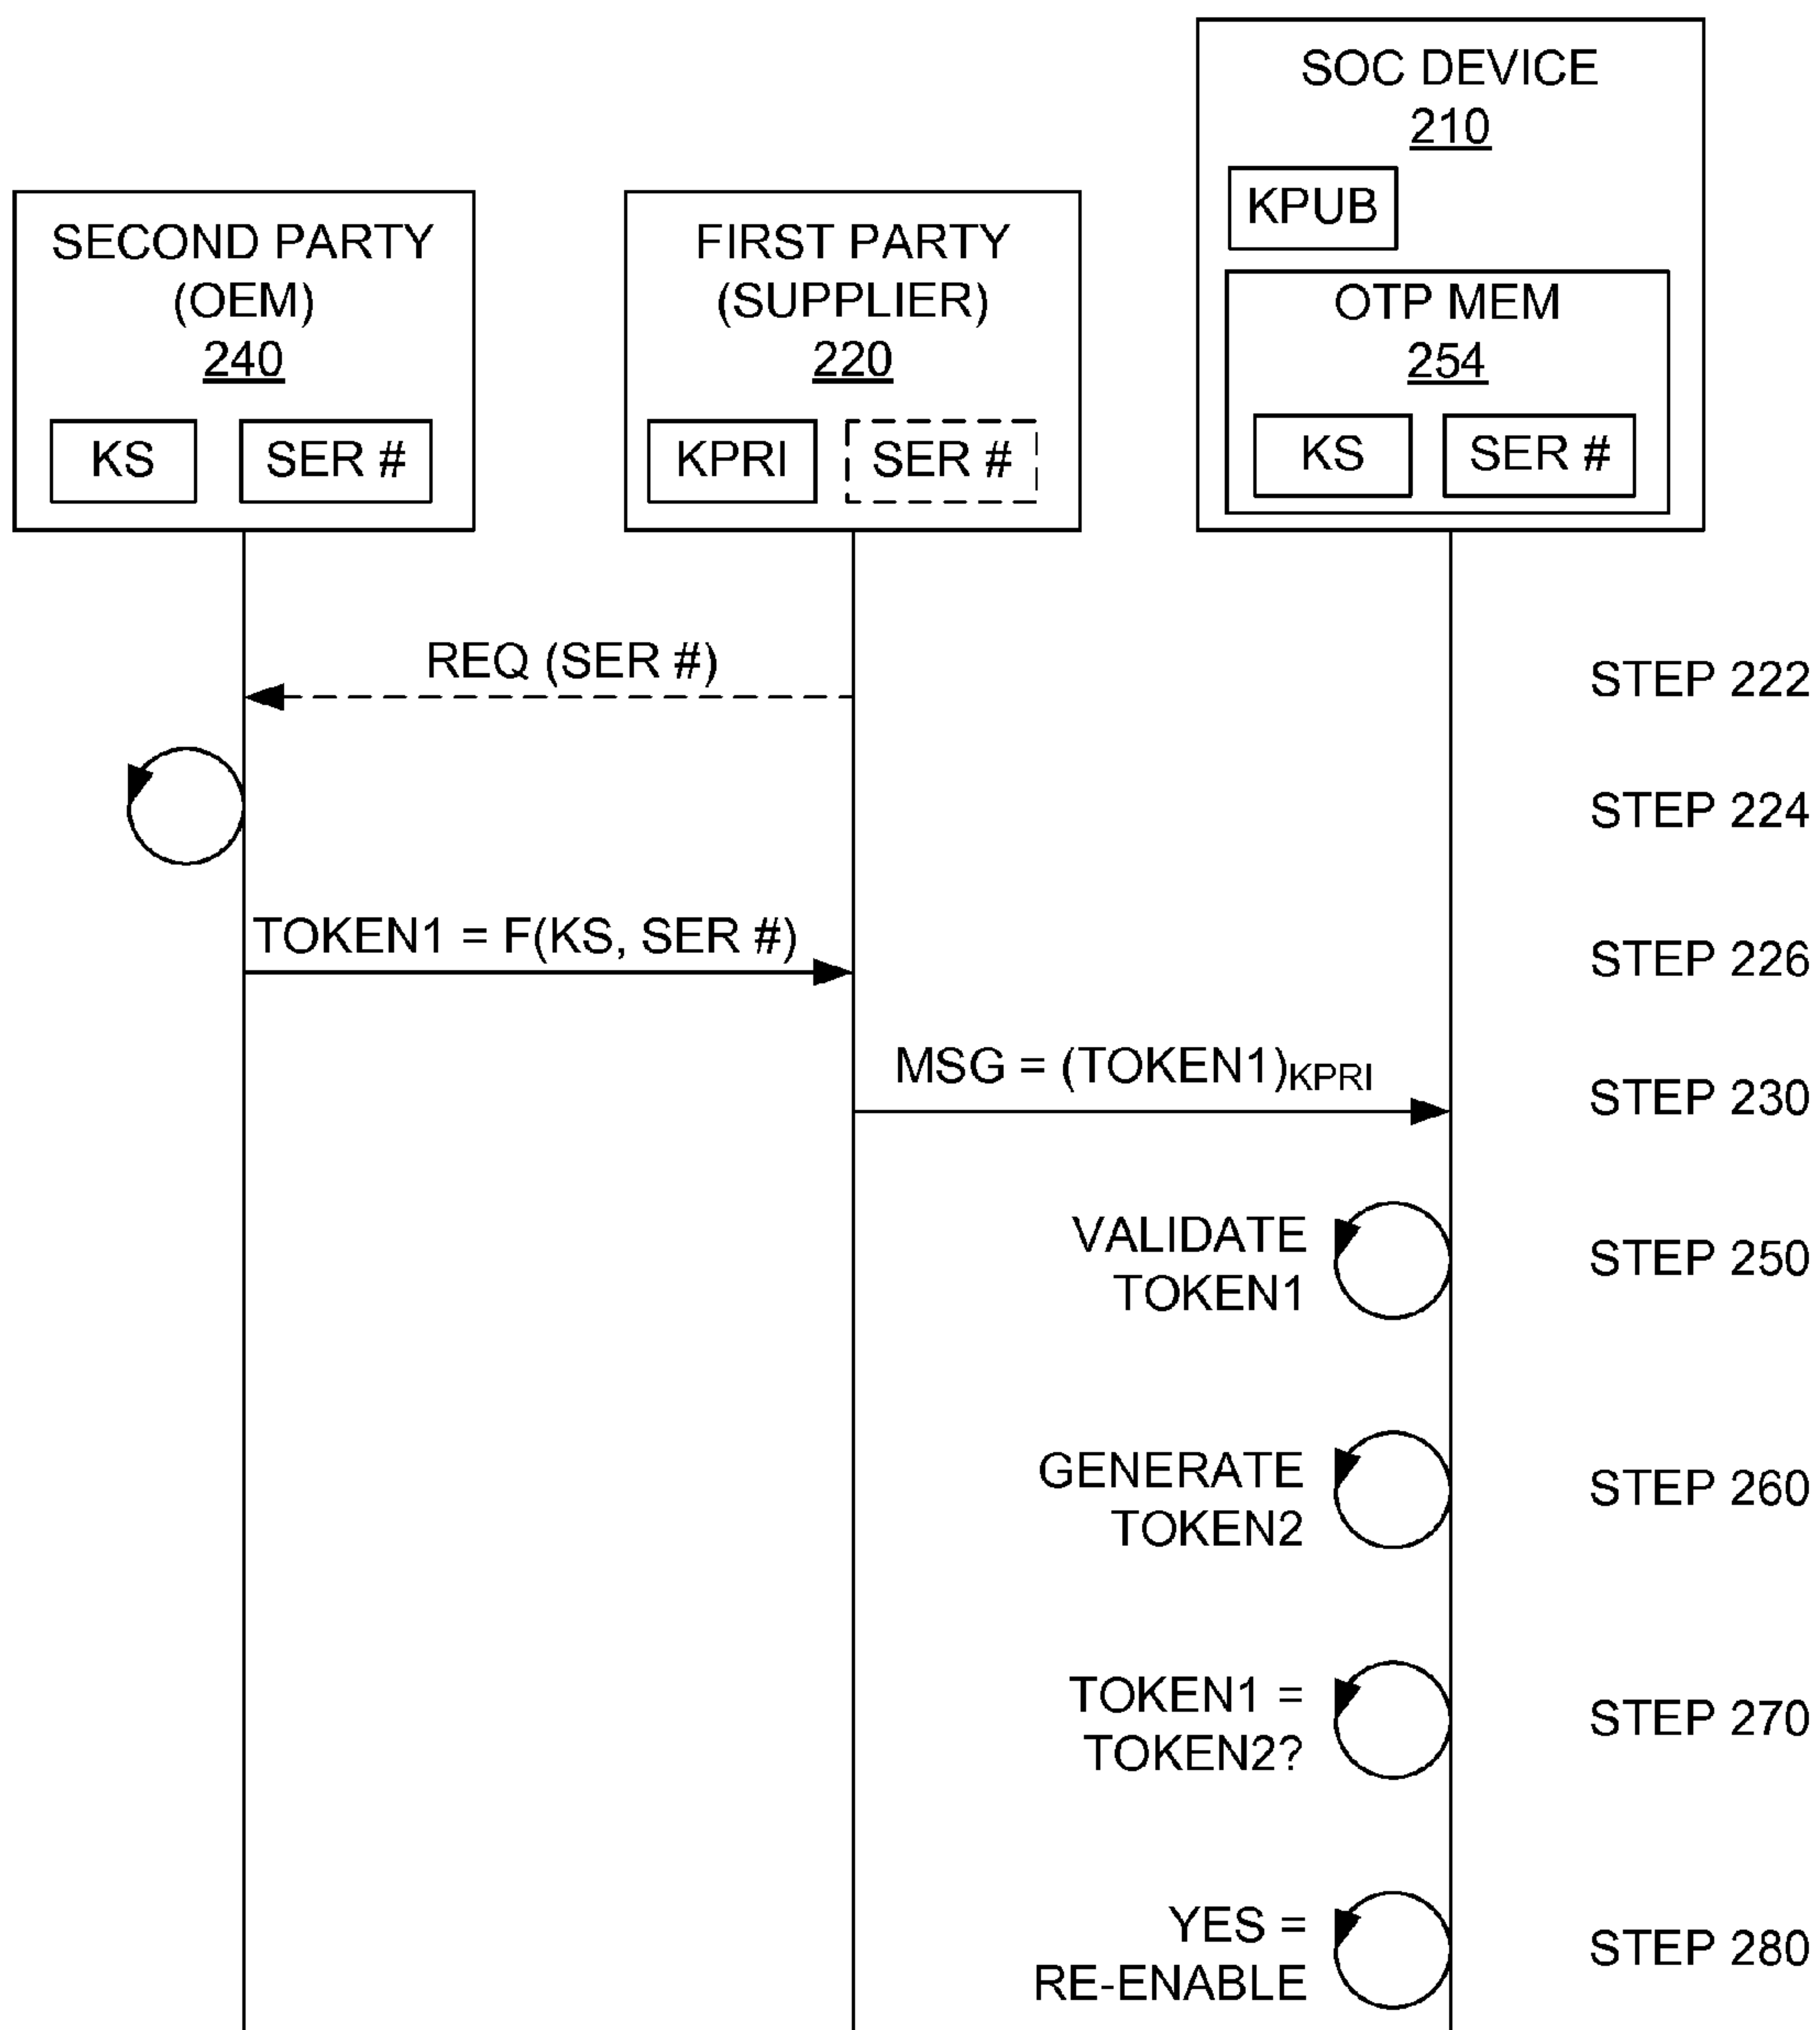 SOC DEVICE
210
KPUB
OTP MEM
254
KS SER #
SECOND PARTY
(OEM)
240
KS SER #
FIRST PARTY
(SUPPLIER)
220
KPRI SER #
REQ (SER #)
STEP 222
STEP 224
TOKEN1 = F(KS, SER #)
STEP 226
MSG = (TOKEN1)KPRI
STEP 230
VALIDATE
TOKEN1
STEP 250
GENERATE
TOKEN2
STEP 260
TOKEN1 =
TOKEN2?
STEP 270
YES =
RE-ENABLE
STEP 280